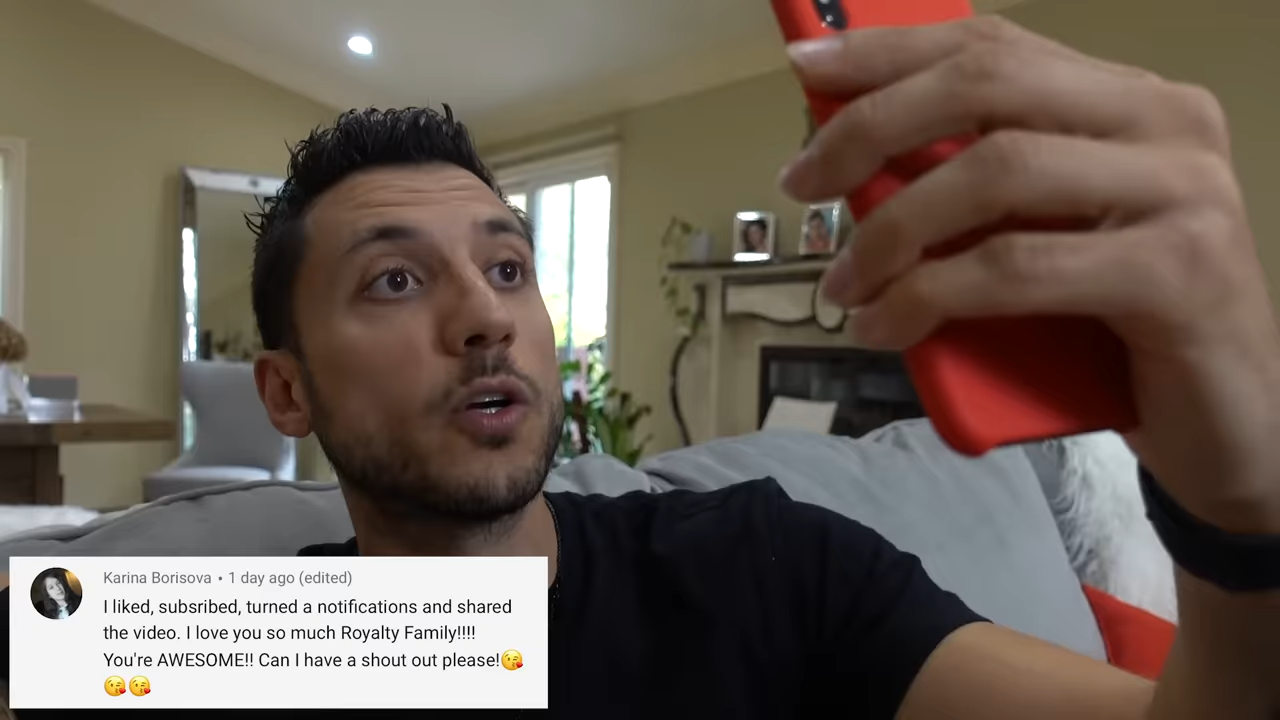 Karina Borisova • 1 day ago (edited)
I liked, subsribed, turned a notifications and shared
the video. I love you so much Royalty Family!!!!
You're AWESOME!! Can I have a shout out please!😘
😘😘